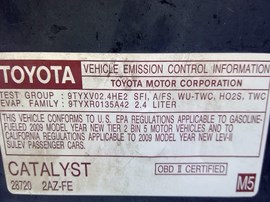 TOYOTA VEHICLE EMISSION CONTROL INFORMATION
TOYOTA MOTOR CORPORATION
TEST GROUP : 9TYXV02.4HE2 SFI, A/FS, WU-TWC, HO2S, TWC
EVAP. FAMILY : 9TYXR0135A42 2.4 LITER
THIS VEHICLE CONFORMS TO U.S. EPA REGULATIONS APPLICABLE TO GASOLINE-
FUELED 2009 MODEL YEAR NEW TIER 2 BIN 5 MOTOR VEHICLES AND TO
CALIFORNIA REGULATIONS APPLICABLE TO 2009 MODEL YEAR NEW LEV-II
SULEV PASSENGER CARS.
CATALYST OBD II CERTIFIED
28720 2AZ-FE M5